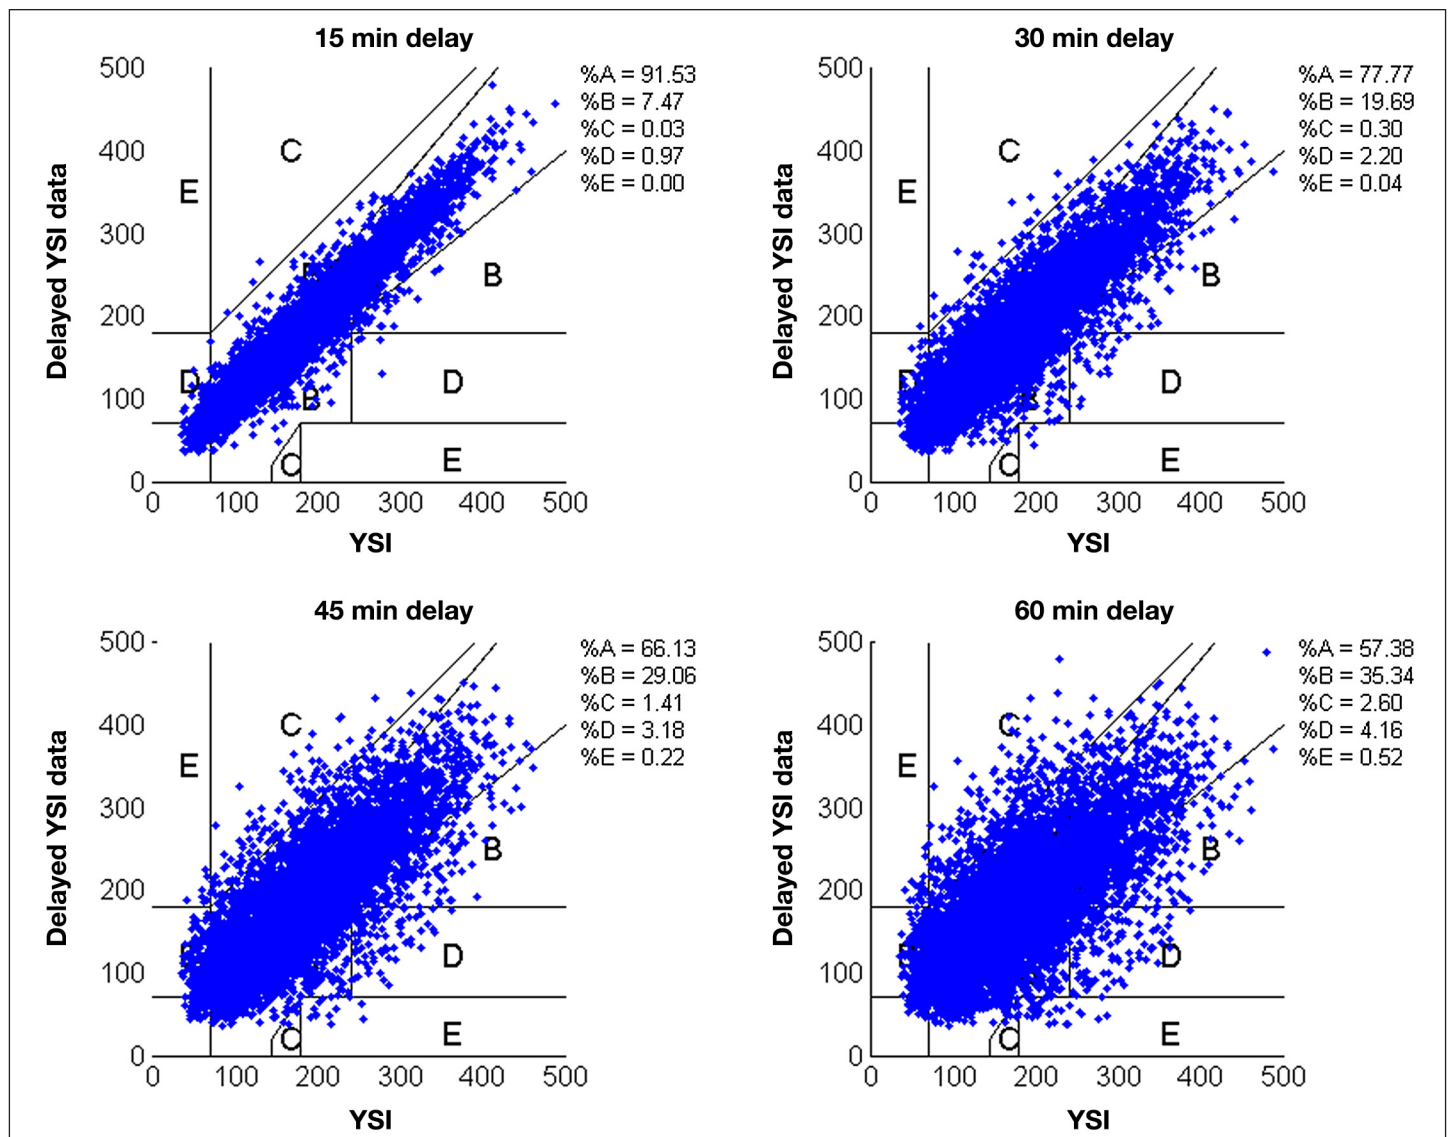 15 min delay
500
400
300
200
100
0
0 100 200 300 400 500
Delayed YSI data
YSI
C
E
B
B
D
D
B
C
E
%A = 91.53
%B = 7.47
%C = 0.03
%D = 0.97
%E = 0.00
30 min delay
500
400
300
200
100
0
0 100 200 300 400 500
Delayed YSI data
YSI
C
E
B
D
D
B
C
E
%A = 77.77
%B = 19.69
%C = 0.30
%D = 2.20
%E = 0.04
45 min delay
500
400
300
200
100
0
0 100 200 300 400 500
Delayed YSI data
YSI
C
E
B
D
C
E
%A = 66.13
%B = 29.06
%C = 1.41
%D = 3.18
%E = 0.22
60 min delay
500
400
300
200
100
0
0 100 200 300 400 500
Delayed YSI data
YSI
C
E
B
D
D
C
E
%A = 57.38
%B = 35.34
%C = 2.60
%D = 4.16
%E = 0.52